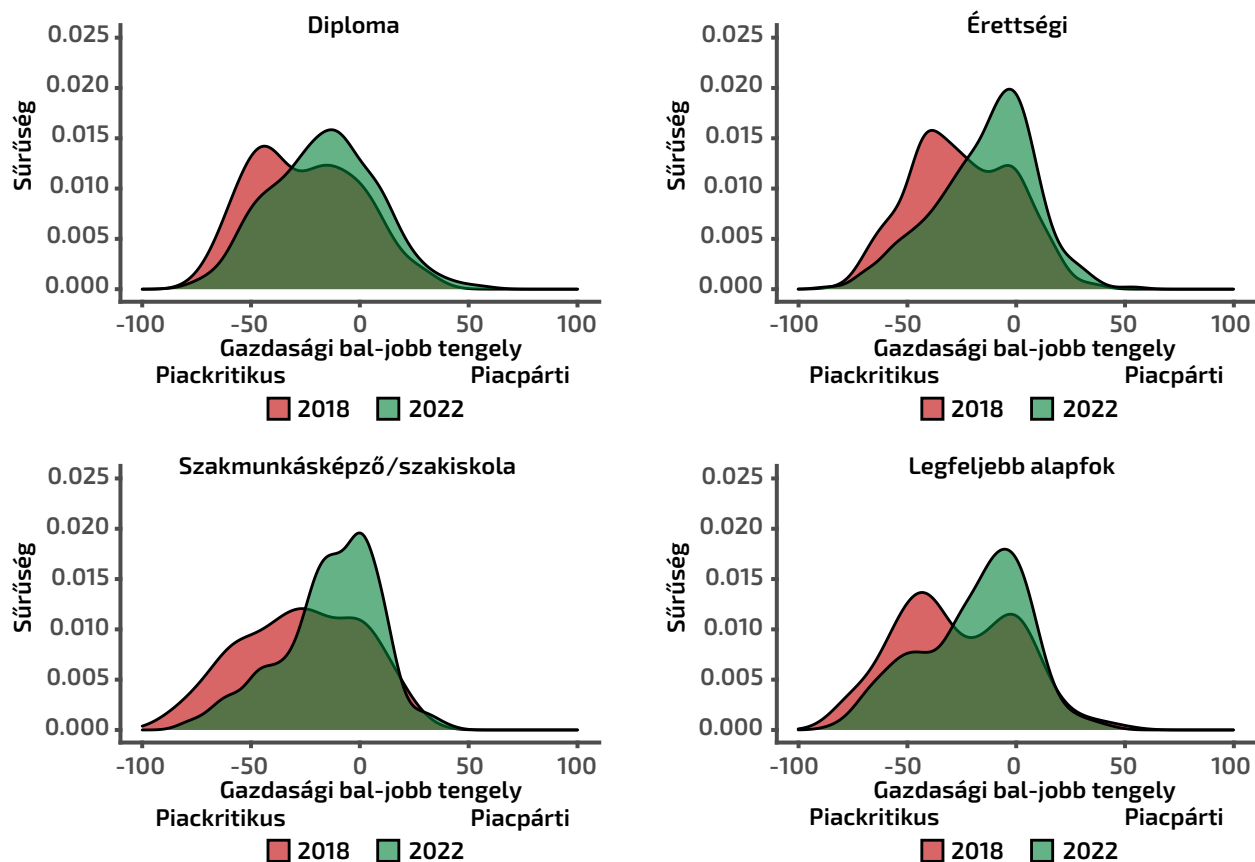 Diploma
0.025
0.020
0.015
0.010
0.005
0.000
Sűrűség
-100 -50 0 50 100
Gazdasági bal-jobb tengely
Piackritikus Piacpárti
2018 2022
Érettségi
0.025
0.020
0.015
0.010
0.005
0.000
Sűrűség
-100 -50 0 50 100
Gazdasági bal-jobb tengely
Piackritikus Piacpárti
2018 2022
Szakmunkásképző/szakiskola
0.025
0.020
0.015
0.010
0.005
0.000
Sűrűség
-100 -50 0 50 100
Gazdasági bal-jobb tengely
Piackritikus Piacpárti
2018 2022
Legfeljebb alapfok
0.025
0.020
0.015
0.010
0.005
0.000
Sűrűség
-100 -50 0 50 100
Gazdasági bal-jobb tengely
Piackritikus Piacpárti
2018 2022